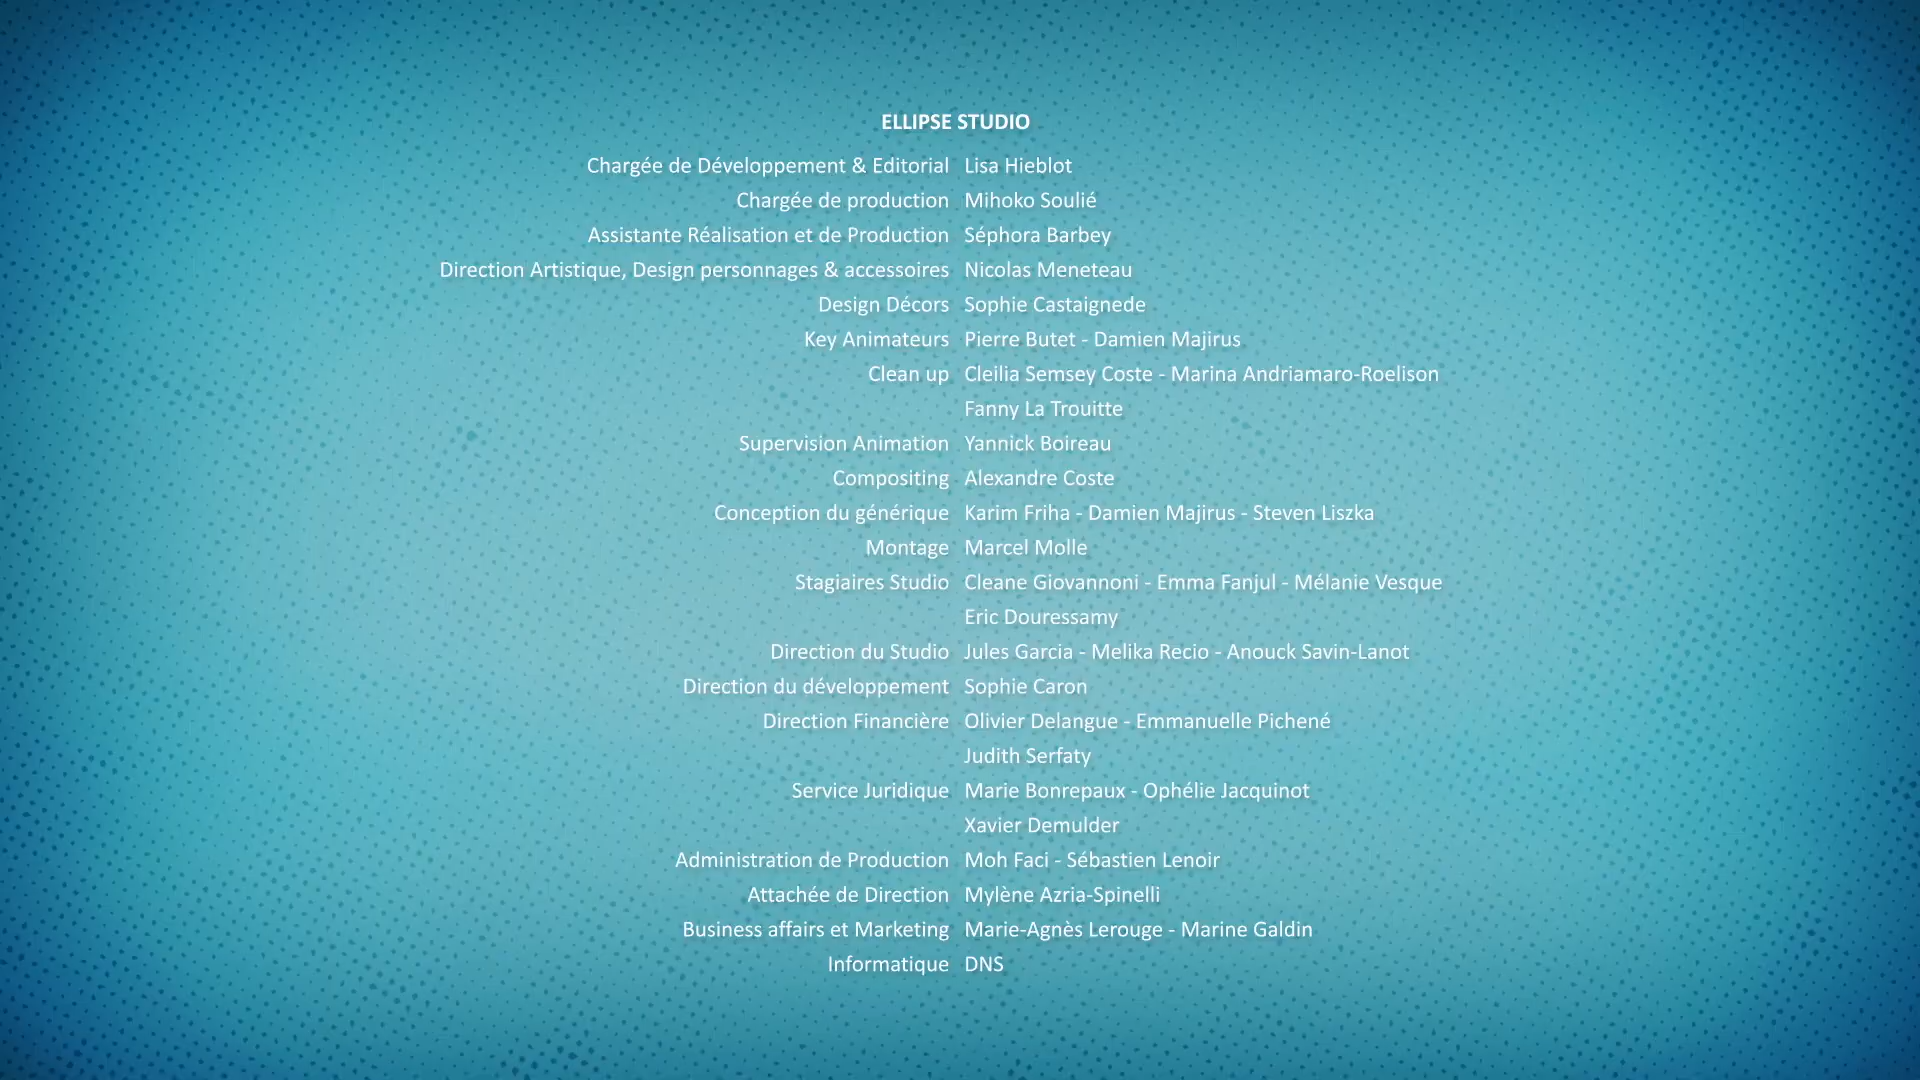 ELLIPSE STUDIO
Chargée de Développement & Editorial Lisa Hieblot
Chargée de production Mihoko Soulié
Assistante Réalisation et de Production Séphora Barbey
Direction Artistique, Design personnages & accessoires Nicolas Meneteau
Design Décors Sophie Castaignede
Key Animateurs Pierre Butet - Damien Majirus
Clean up Cleilia Semsey Coste - Marina Andriamaro-Roelison
Fanny La Trouitte
Supervision Animation Yannick Boireau
Compositing Alexandre Coste
Conception du générique Karim Friha - Damien Majirus - Steven Liszka
Montage Marcel Molle
Stagiaires Studio Cleane Giovannoni - Emma Fanjul - Mélanie Vesque
Eric Douressamy
Direction du Studio Jules Garcia - Melika Recio - Anouck Savin-Lanot
Direction du développement Sophie Caron
Direction Financière Olivier Delangue - Emmanuelle Pichené
Judith Serfaty
Service Juridique Marie Bonrepaux - Ophélie Jacquinot
Xavier Demulder
Administration de Production Moh Faci - Sébastien Lenoir
Attachée de Direction Mylène Azria-Spinelli
Business affairs et Marketing Marie-Agnès Lerouge - Marine Galdin
Informatique DNS